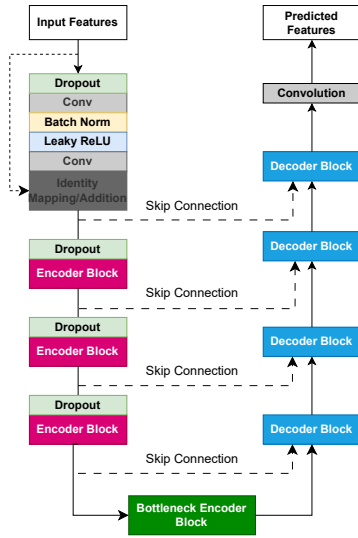 Input Features
Dropout
Conv
Batch Norm
Leaky ReLU
Conv
Identity
Mapping/Addition
Skip Connection
Dropout
Encoder Block
Skip Connection
Dropout
Encoder Block
Skip Connection
Dropout
Encoder Block
Skip Connection
Bottleneck Encoder
Block
Predicted
Features
Convolution
Decoder Block
Decoder Block
Decoder Block
Decoder Block